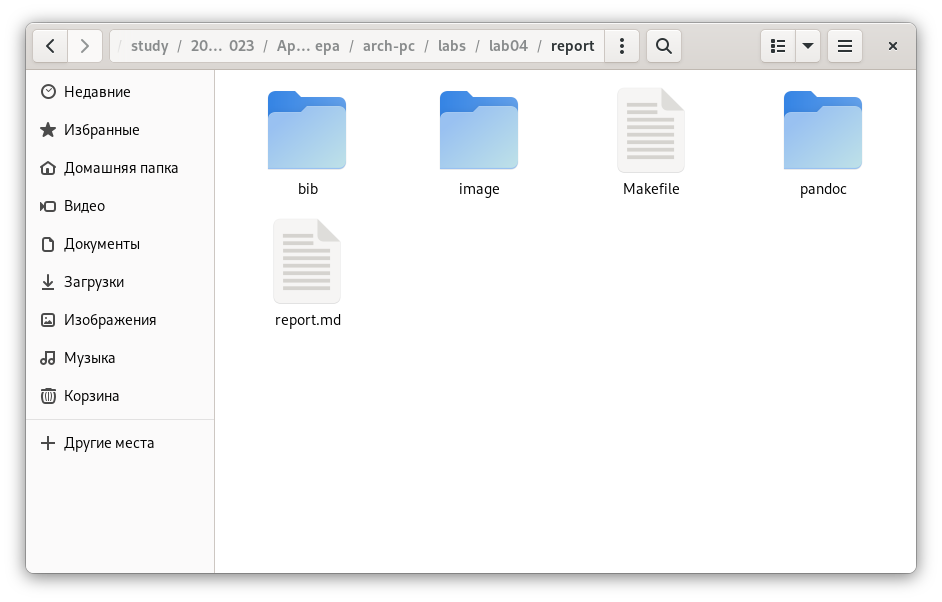 study / 20... 023 / Ap... ера / arch-pc / labs / lab04 / report
Недавние
Избранные
Домашняя папка
Видео
Документы
Загрузки
Изображения
Музыка
Корзина
Другие места
bib
image
Makefile
pandoc
report.md